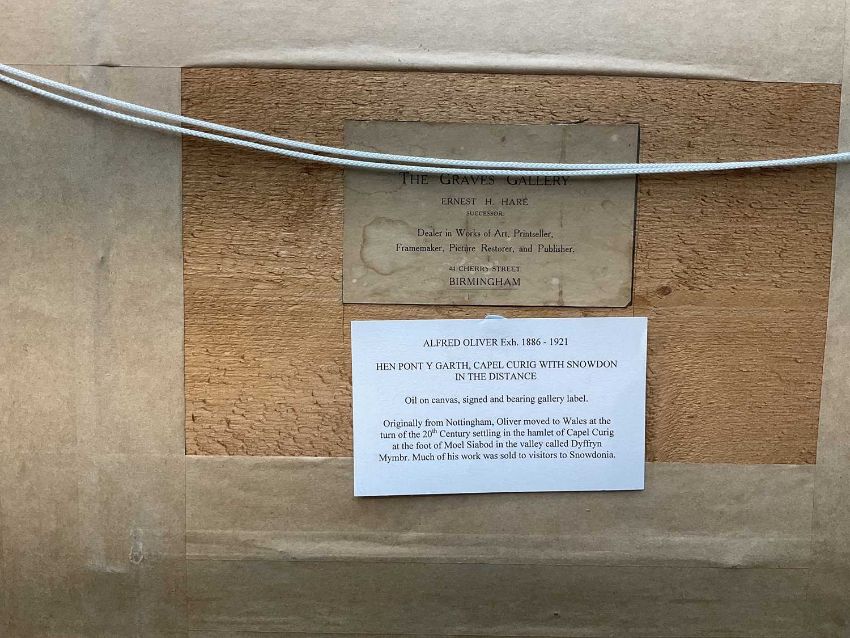 THE GRAVES GALLERY
ERNEST H. HARE
SUCCESSOR.
Dealer in Works of Art, Printseller,
Framemaker, Picture Restorer, and Publisher.
41 CHERRY STREET
BIRMINGHAM
ALFRED OLIVER Exh. 1886 - 1921
HEN PONT Y GARTH, CAPEL CURIG WITH SNOWDON
IN THE DISTANCE
Oil on canvas, signed and bearing gallery label.
Originally from Nottingham, Oliver moved to Wales at the
turn of the 20th Century settling in the hamlet of Capel Curig
at the foot of Moel Siabod in the valley called Dyffryn
Mymbr. Much of his work was sold to visitors to Snowdonia.